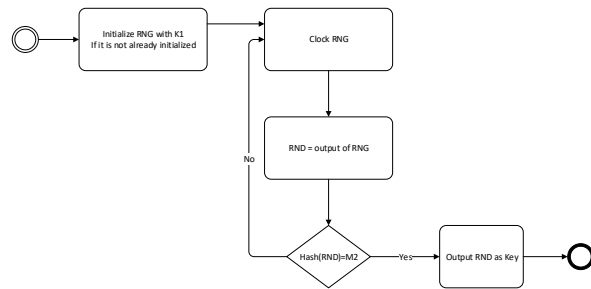 Initialize RNG with K1
If it is not already initialized
Clock RNG
RND = output of RNG
No
Hash(RND)=M2
Yes
Output RND as Key